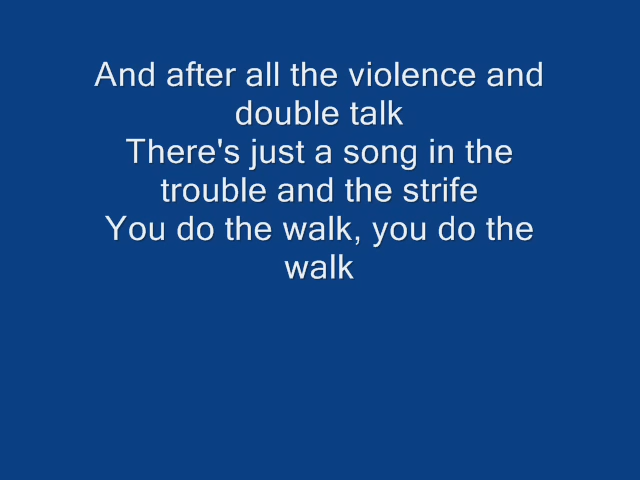 And after all the violence and
double talk
There's just a song in the
trouble and the strife
You do the walk, you do the
walk